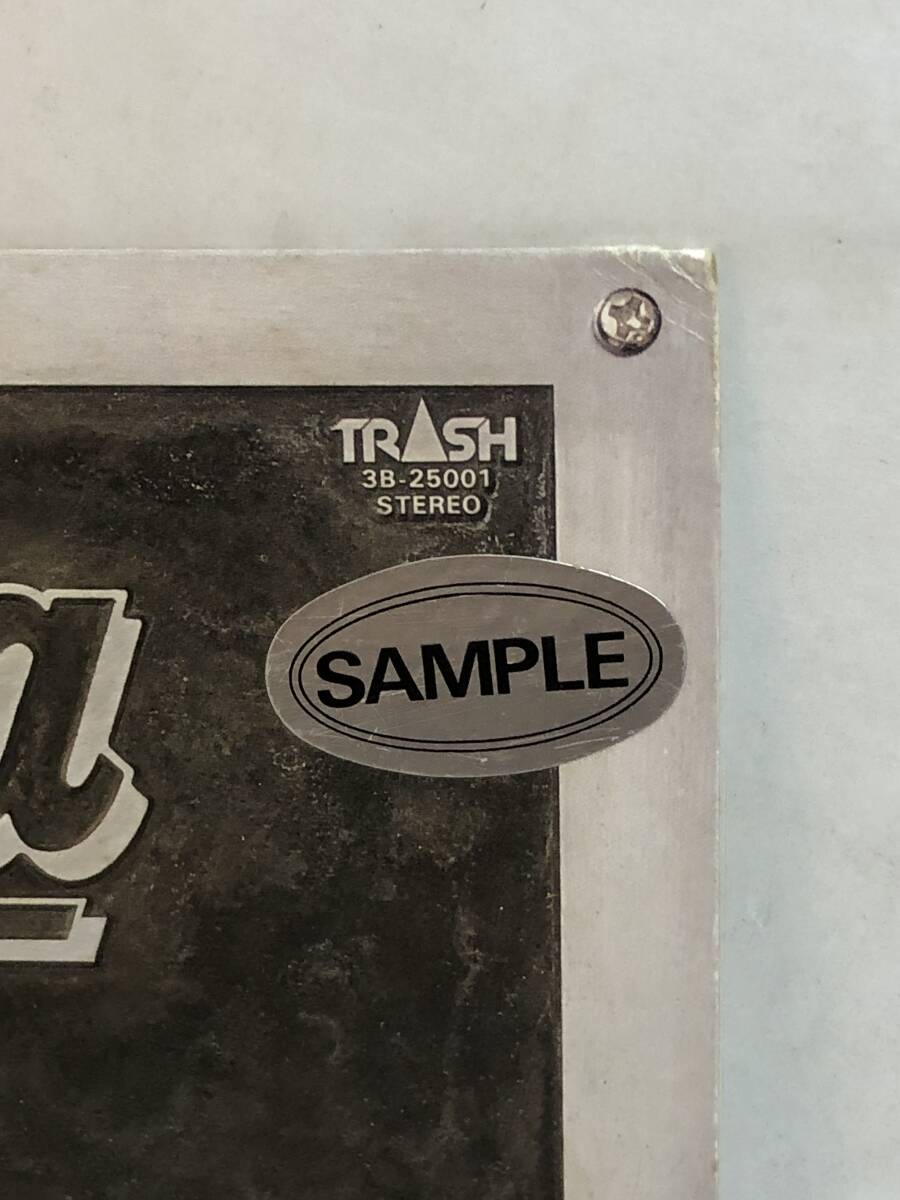 TRASH
3B-25001
STEREO
SAMPLE
a